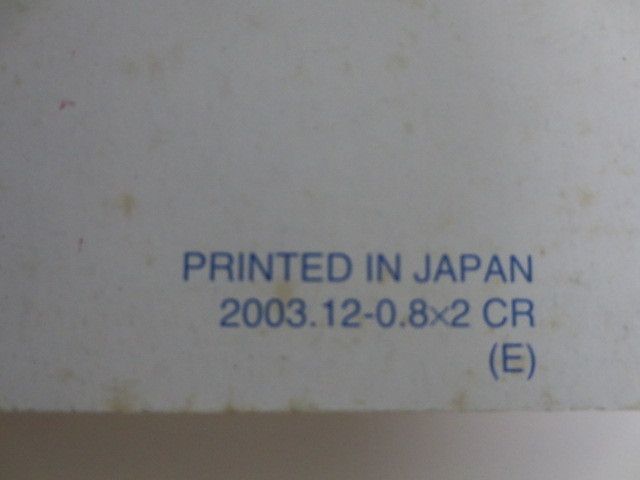 PRINTED IN JAPAN
2003.12-0.8×2 CR
(E)